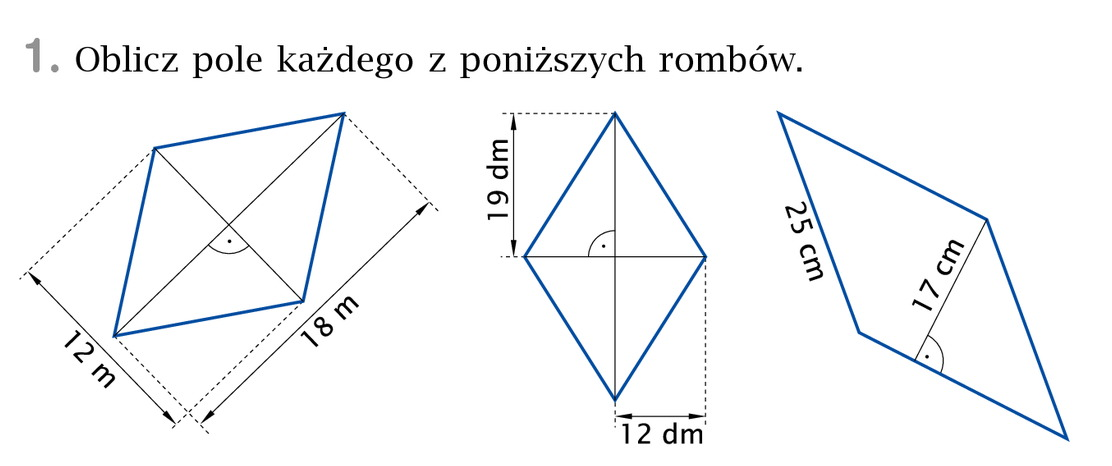 1. Oblicz pole każdego z poniższych rombów.
12 m
18 m
19 dm
12 dm
25 cm
17 cm